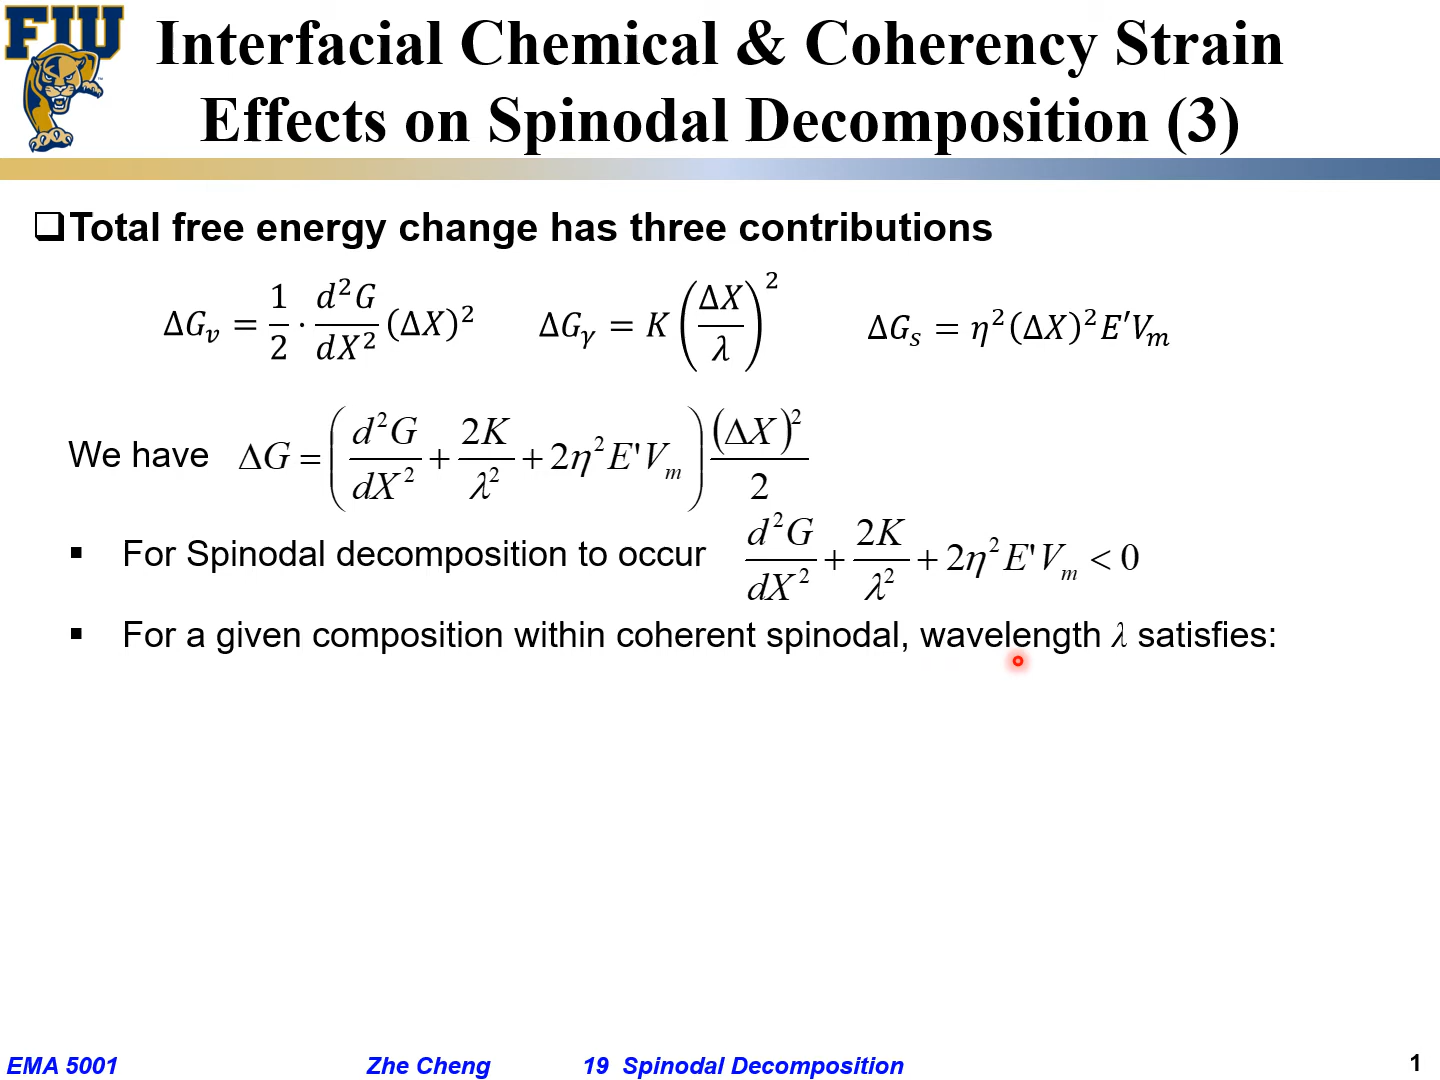 FIU
Interfacial Chemical & Coherency Strain
Effects on Spinodal Decomposition (3)
❑Total free energy change has three contributions
ΔG_v = 1/2 · d²G/dX² (ΔX)²   ΔG_γ = K (ΔX/λ)²   ΔG_s = η²(ΔX)²E′V_m
We have ΔG = (d²G/dX² + 2K/λ² + 2η²E'V_m) (ΔX)²/2
▪ For Spinodal decomposition to occur d²G/dX² + 2K/λ² + 2η²E'V_m < 0
▪ For a given composition within coherent spinodal, wavelength λ satisfies:
EMA 5001 Zhe Cheng 19 Spinodal Decomposition 1